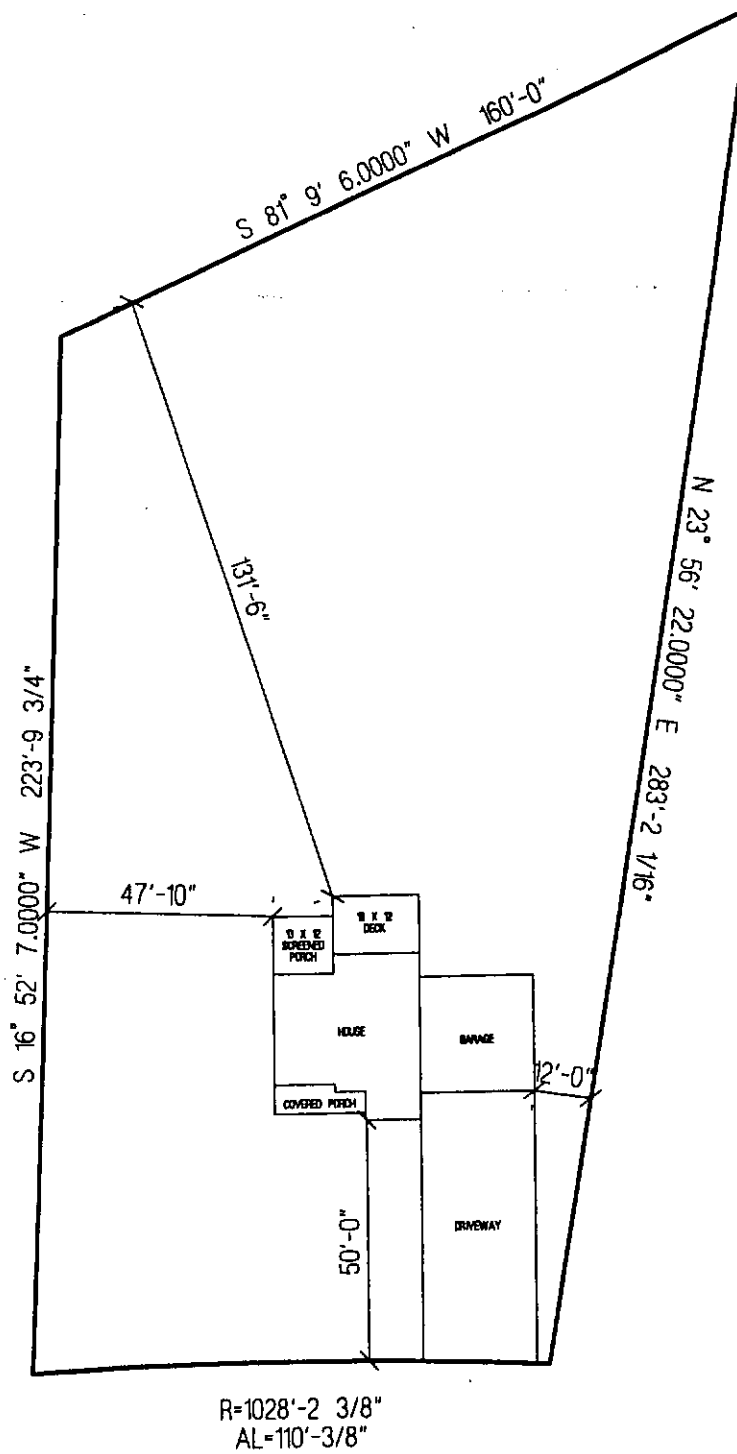 S 81° 9' 6.0000" W 160'-0"
131'-6"
N 23° 56' 22.0000" E 283'-2 1/16"
S 16° 52' 7.0000" W 223'-9 3/4"
47'-10"
X 12
DECK
X 12
SCREENED
PORCH
HOUSE
GARAGE
12'-0"
COVERED PORCH
50'-0"
DRIVEWAY
R=1028'-2 3/8"
AL=110'-3/8"